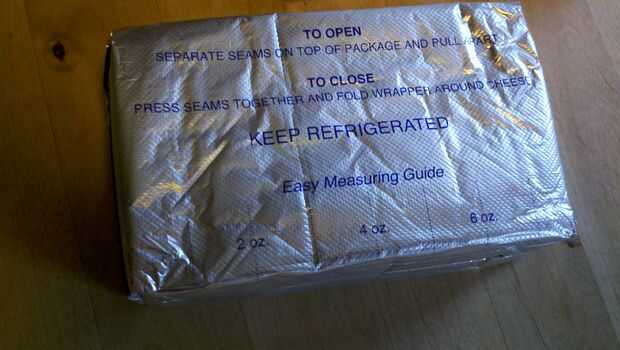 TO OPEN
SEPARATE SEAMS ON TOP OF PACKAGE AND PULL APART
TO CLOSE
PRESS SEAMS TOGETHER AND FOLD WRAPPER AROUND CHEESE
KEEP REFRIGERATED
Easy Measuring Guide
2 oz. 4 oz. 6 oz.